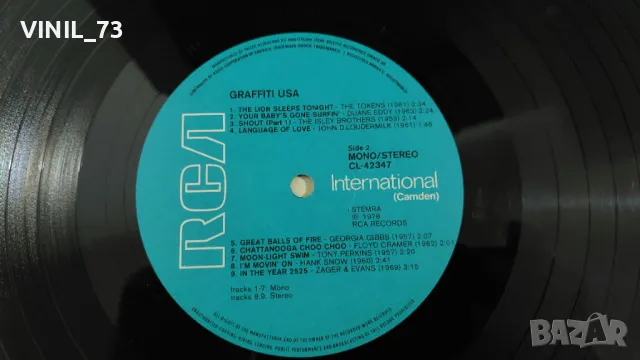 VINIL_73
GRAFFITI USA
1. THE LION SLEEPS TONIGHT - THE TOKENS (1961) 2:34
2. YOUR BABY'S GONE SURFIN' - DUANE EDDY (1963) 2:34
3. SHOUT (Part 1) - THE ISLEY BROTHERS (1959) 2:14
4. LANGUAGE OF LOVE - JOHN D.LOUDERMILK (1961) 1:46
Side 2
MONO/STEREO
CL-42347
RCA
International
(Camden)
STEMRA
℗ 1978
RCA RECORDS
5. GREAT BALLS OF FIRE - GEORGIA GIBBS (1957) 2:07
6. CHATTANOOGA CHOO CHOO - FLOYD CRAMER (1962) 2:01
7. MOON-LIGHT SWIM - TONY PERKINS (1957) 2:20
8. I'M MOVIN' ON - HANK SNOW (1960) 2:41
9. IN THE YEAR 2525 - ZAGER & EVANS (1969) 3:15
tracks 1-7: Mono
tracks 8,9: Stereo
BAZAR.BG